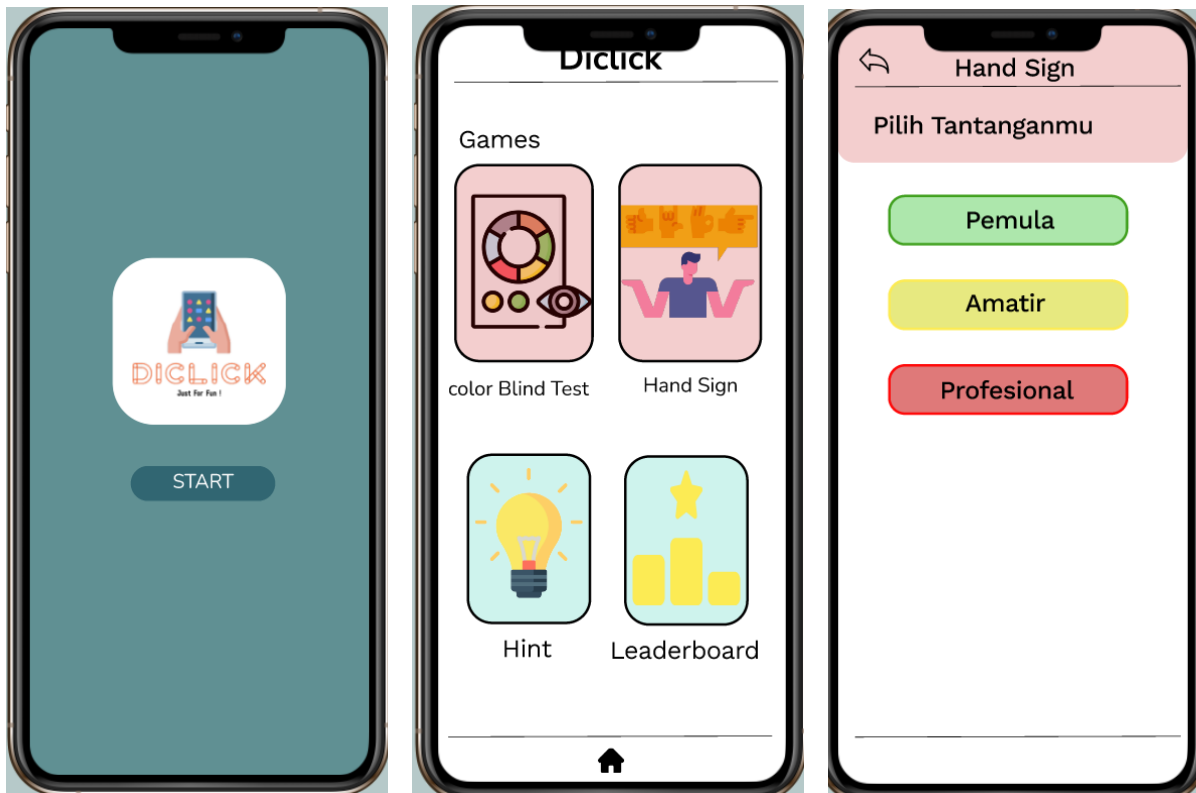 DICLICK
Just For Fun !
START
Diclick
Games
color Blind Test
Hand Sign
Hint
Leaderboard
Hand Sign
Pilih Tantanganmu
Pemula
Amatir
Profesional